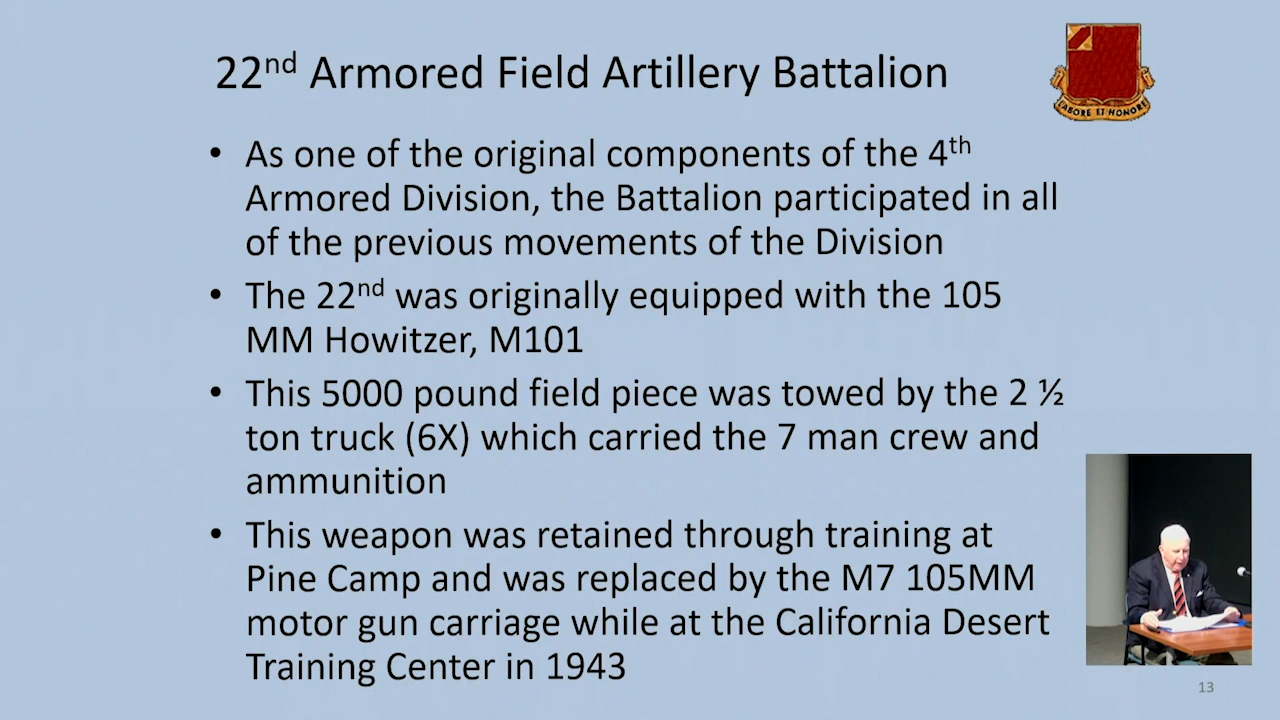 22nd Armored Field Artillery Battalion
LABORE ET HONORE
• As one of the original components of the 4th
Armored Division, the Battalion participated in all
of the previous movements of the Division
• The 22nd was originally equipped with the 105
MM Howitzer, M101
• This 5000 pound field piece was towed by the 2 ½
ton truck (6X) which carried the 7 man crew and
ammunition
• This weapon was retained through training at
Pine Camp and was replaced by the M7 105MM
motor gun carriage while at the California Desert
Training Center in 1943
13